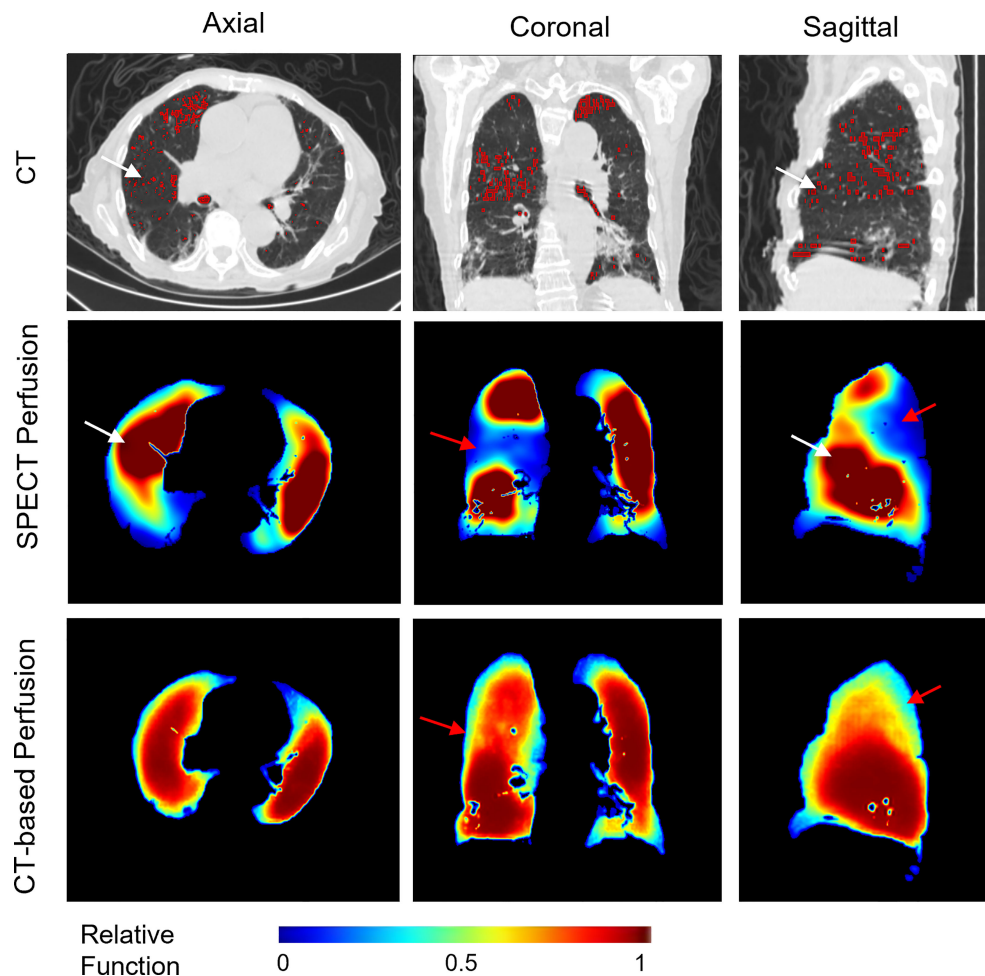 Axial
Coronal
Sagittal
CT
SPECT Perfusion
CT-based Perfusion
Relative
Function
0
0.5
1